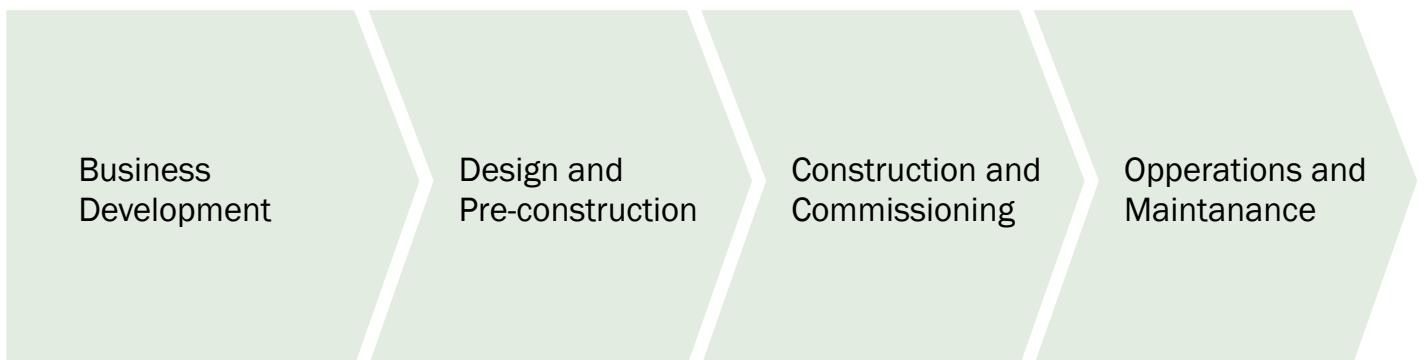 Business
Development
Design and
Pre-construction
Construction and
Commissioning
Opperations and
Maintanance